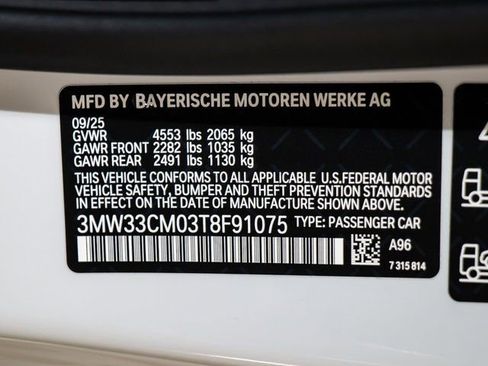 MFD BY BAYERISCHE MOTOREN WERKE AG
09/25
GVWR 4553 lbs 2065 kg
GAWR FRONT 2282 lbs 1035 kg
GAWR REAR 2491 lbs 1130 kg
THIS VEHICLE CONFORMS TO ALL APPLICABLE U.S.FEDERAL MOTOR
VEHICLE SAFETY, BUMPER AND THEFT PREVENTION STANDARDS
IN EFFECT ON THE DATE OF MANUFACTURE SHOWN ABOVE.
3MW33CM03T8F91075 TYPE: PASSENGER CAR
A96
7 315 814